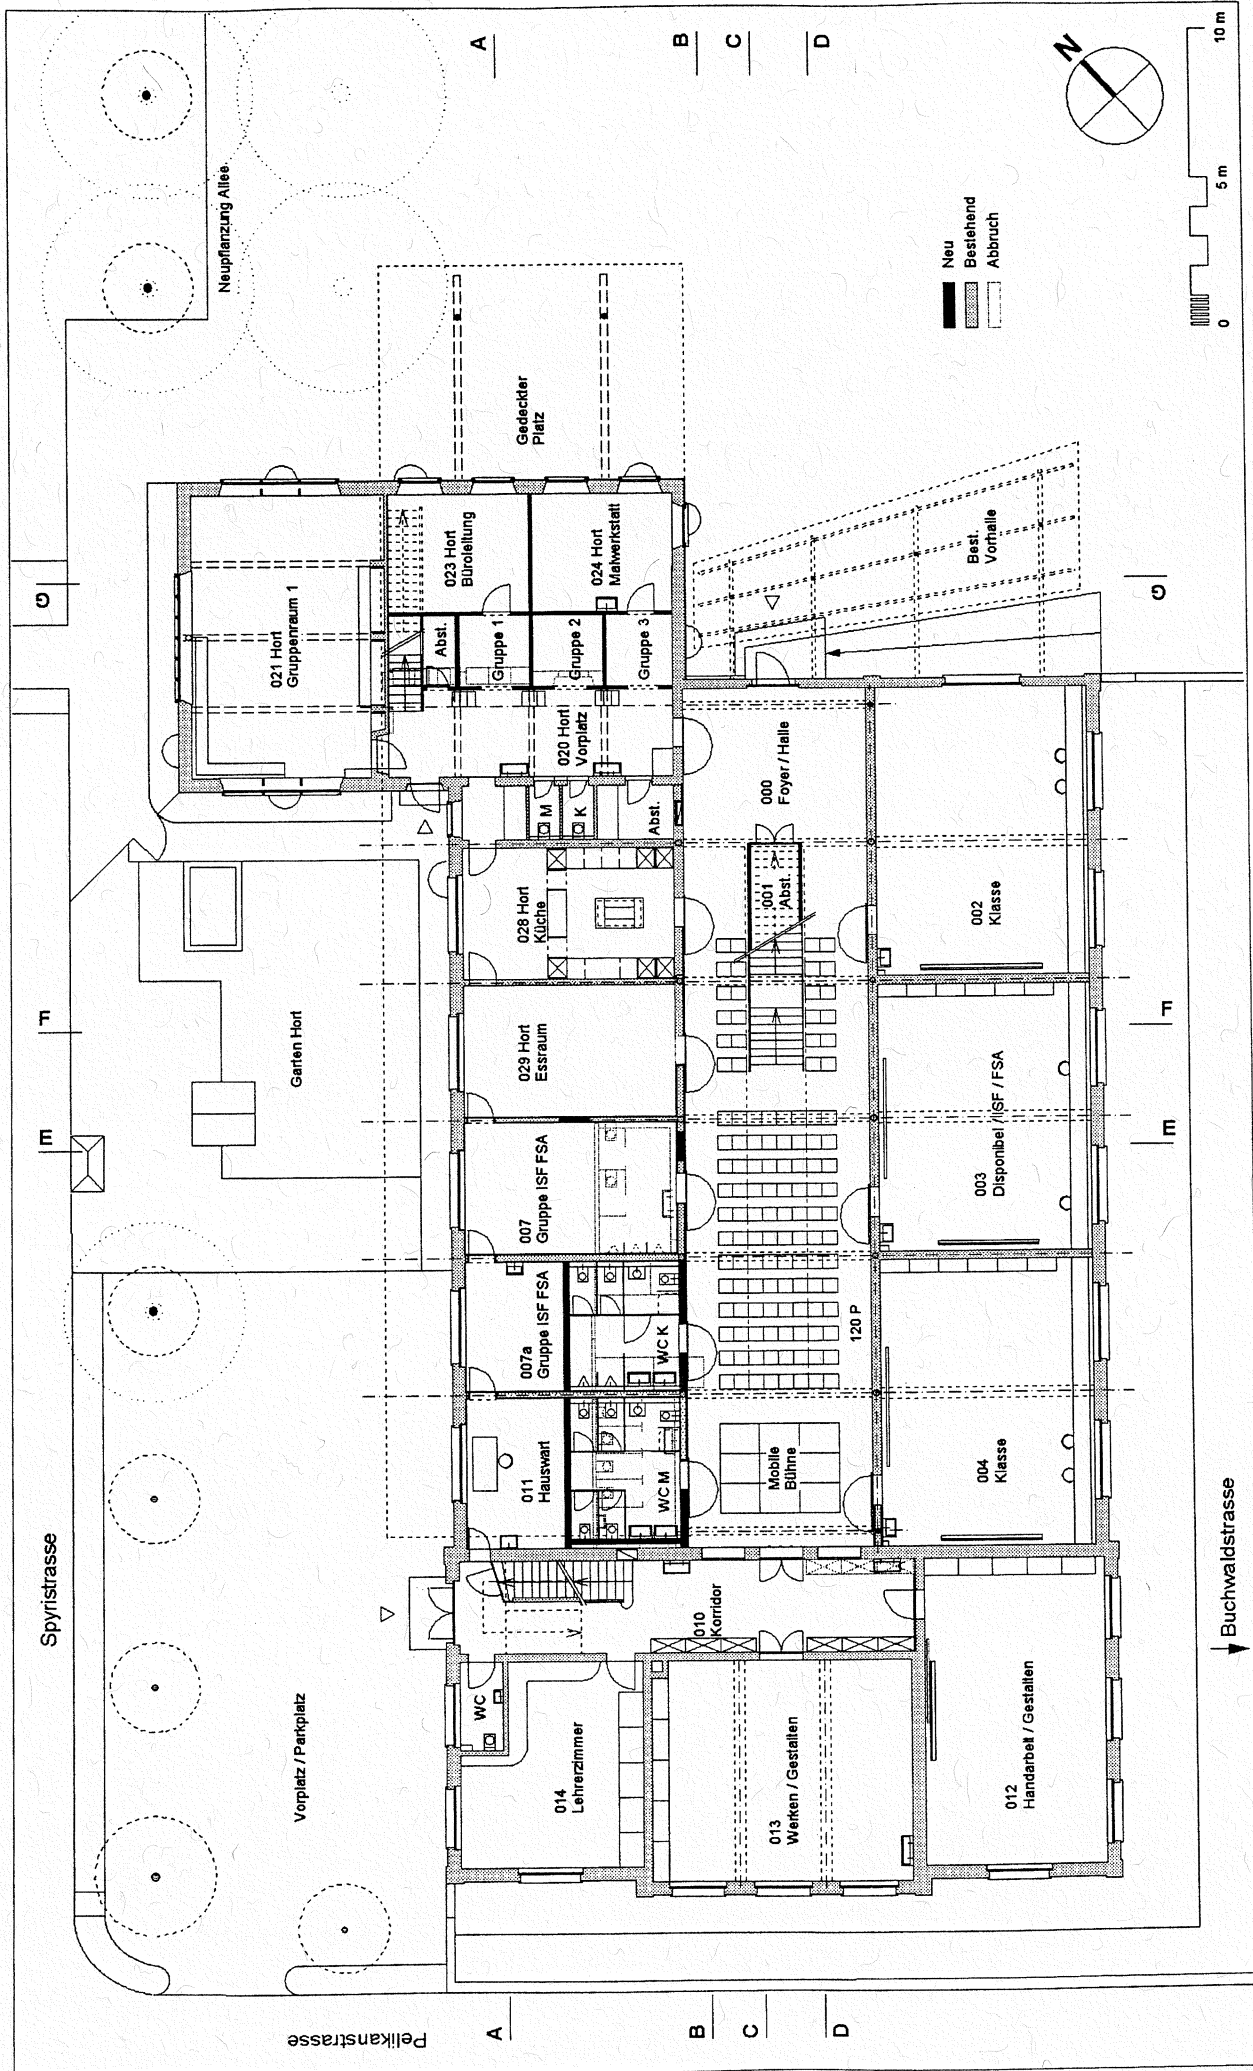 Spyristrasse
Vorplatz / Parkplatz
Garten Hort
Neupflanzung Allee
Pelikanstrasse
Buchwaldstrasse
A
B
C
D
A
B
C
D
E
F
G
E
F
G
N
0
5 m
10 m
Neu
Bestehend
Abbruch
021 Hort
Gruppenraum 1
023 Hort
Büroleitung
024 Hort
Malwerkstatt
Abst.
Gruppe 1
Gruppe 2
Gruppe 3
020 Hort
Vorplatz
Gedeckter
Platz
Best.
Vorhalle
M
K
Abst.
028 Hort
Küche
029 Hort
Essraum
007
Gruppe ISF FSA
007a
Gruppe ISF FSA
WC K
011
Hauswart
WC M
000
Foyer / Halle
001
Abst.
120 P
Mobile
Bühne
002
Klasse
003
Disponibel / ISF / FSA
004
Klasse
010
Korridor
WC
014
Lehrerzimmer
013
Werken / Gestalten
012
Handarbeit / Gestalten